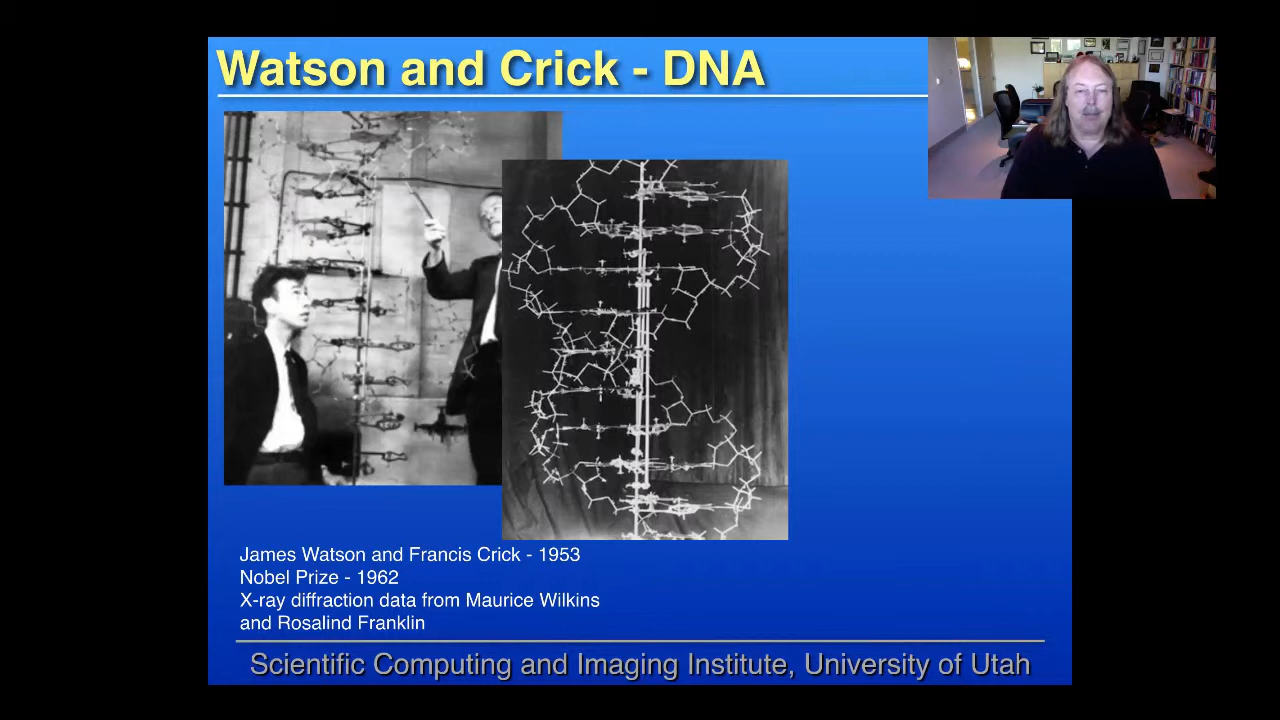 Watson and Crick - DNA
James Watson and Francis Crick - 1953
Nobel Prize - 1962
X-ray diffraction data from Maurice Wilkins
and Rosalind Franklin
Scientific Computing and Imaging Institute, University of Utah